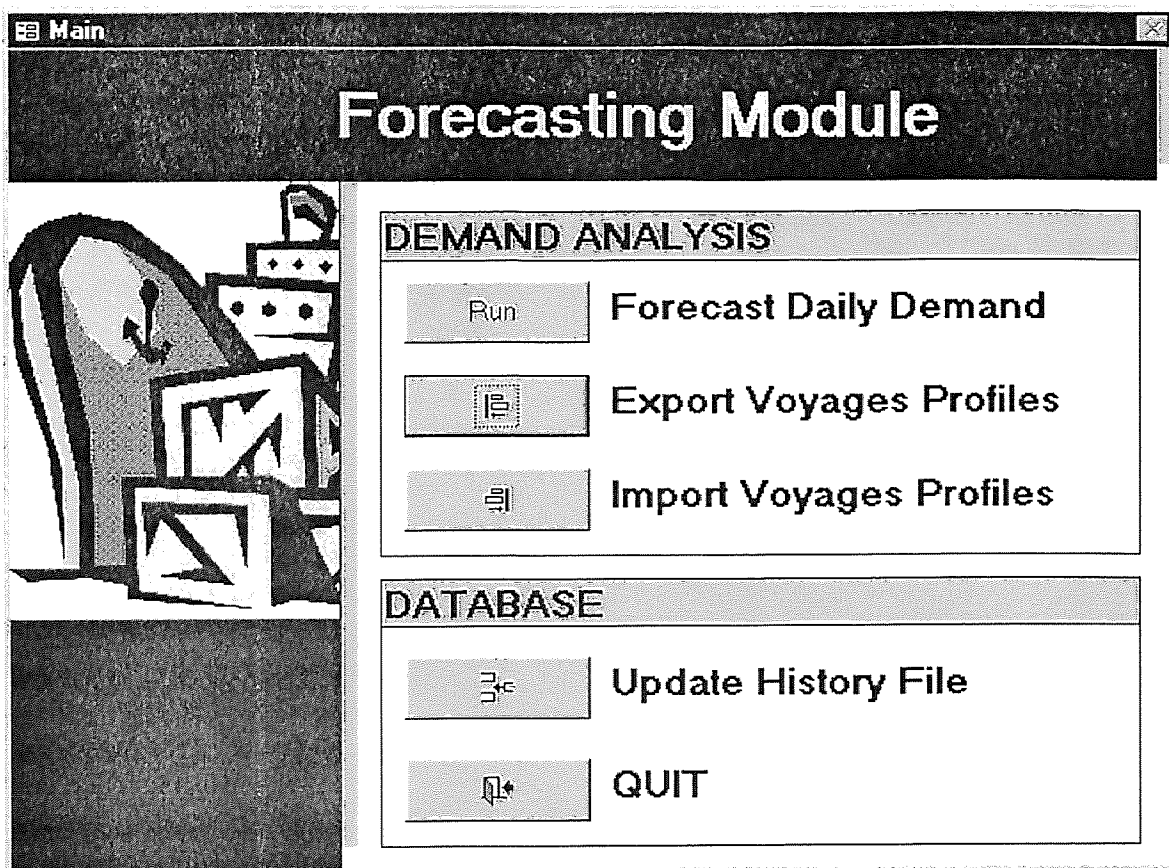 Main
Forecasting Module
DEMAND ANALYSIS
Run
Forecast Daily Demand
Export Voyages Profiles
Import Voyages Profiles
DATABASE
Update History File
QUIT